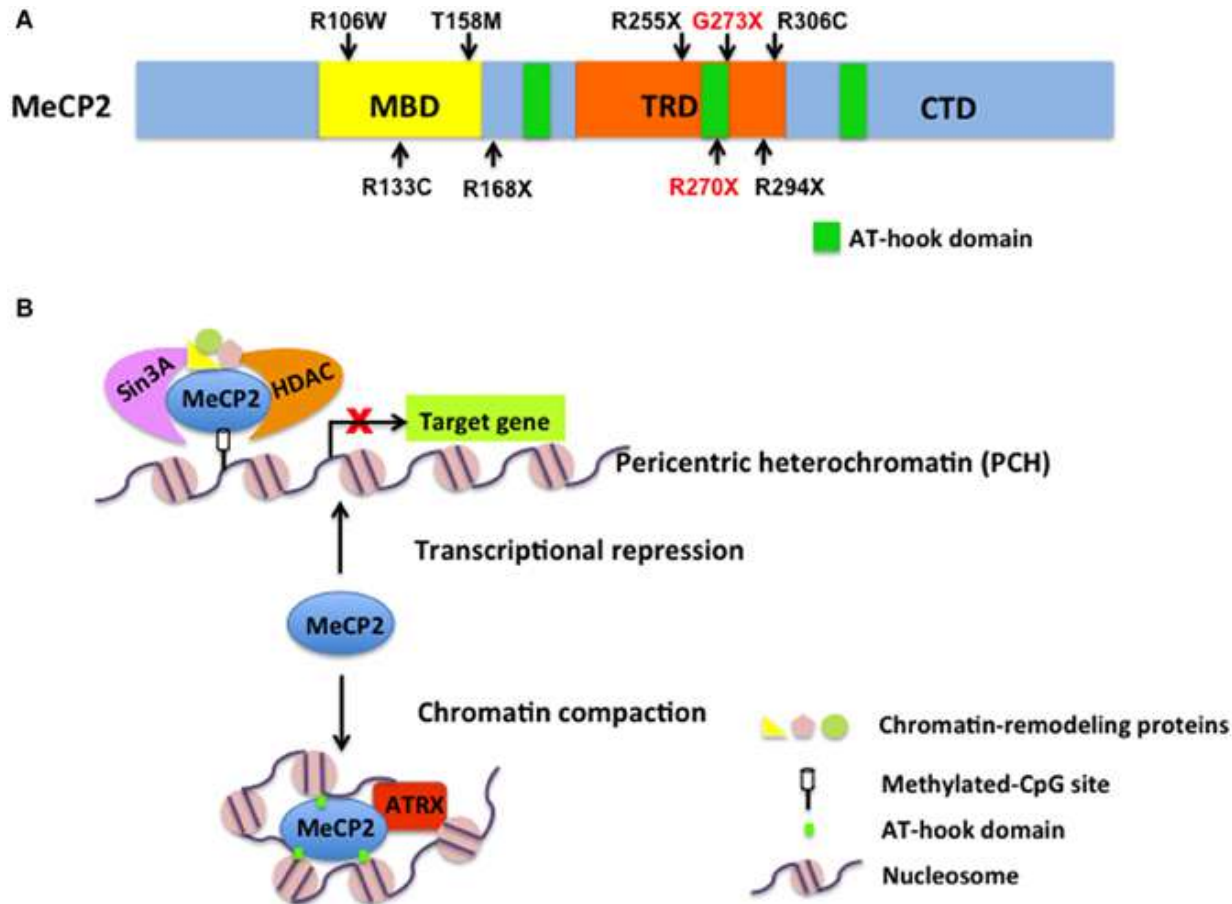 A
R106W T158M R255X G273X R306C
MeCP2 MBD TRD CTD
R133C R168X R270X R294X
AT-hook domain
B
Sin3A MeCP2 HDAC
Target gene
Pericentric heterochromatin (PCH)
Transcriptional repression
MeCP2
Chromatin compaction
ATRX
MeCP2
Chromatin-remodeling proteins
Methylated-CpG site
AT-hook domain
Nucleosome